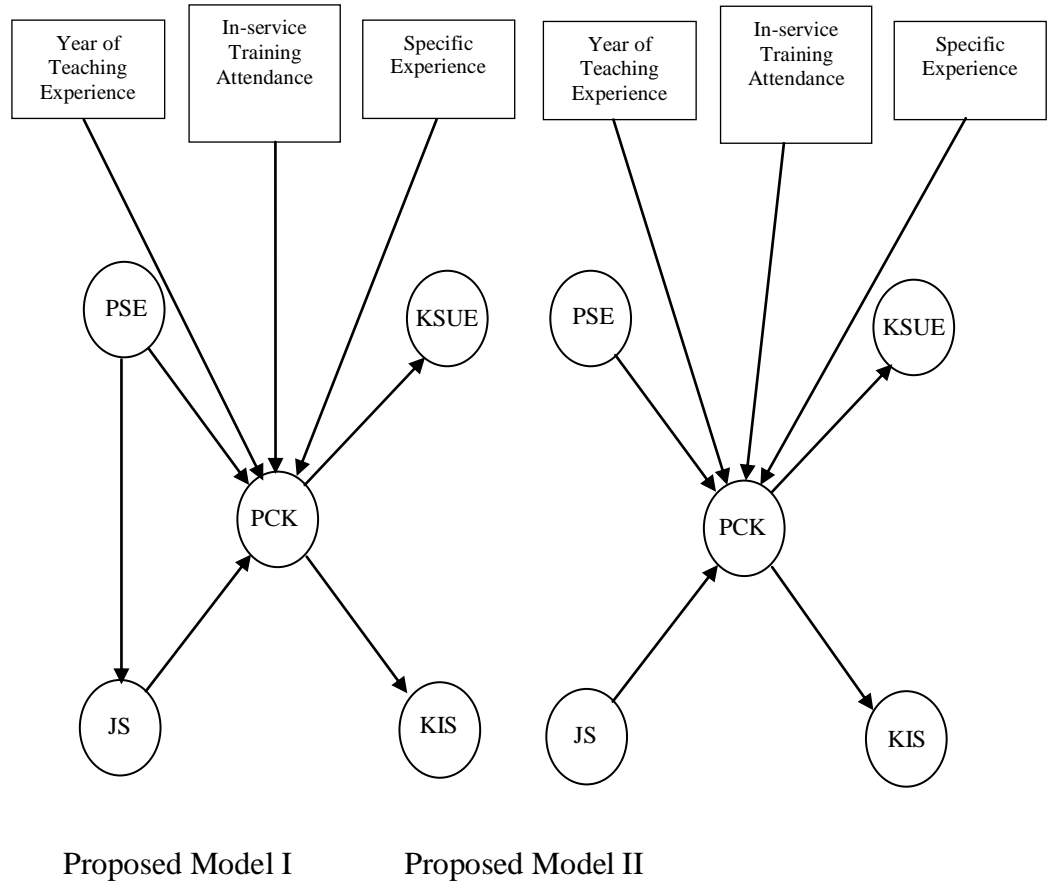 Year of
Teaching
Experience
In-service
Training
Attendance
Specific
Experience
Year of
Teaching
Experience
In-service
Training
Attendance
Specific
Experience
PSE
KSUE
PCK
JS
KIS
PSE
KSUE
PCK
JS
KIS
Proposed Model I
Proposed Model II